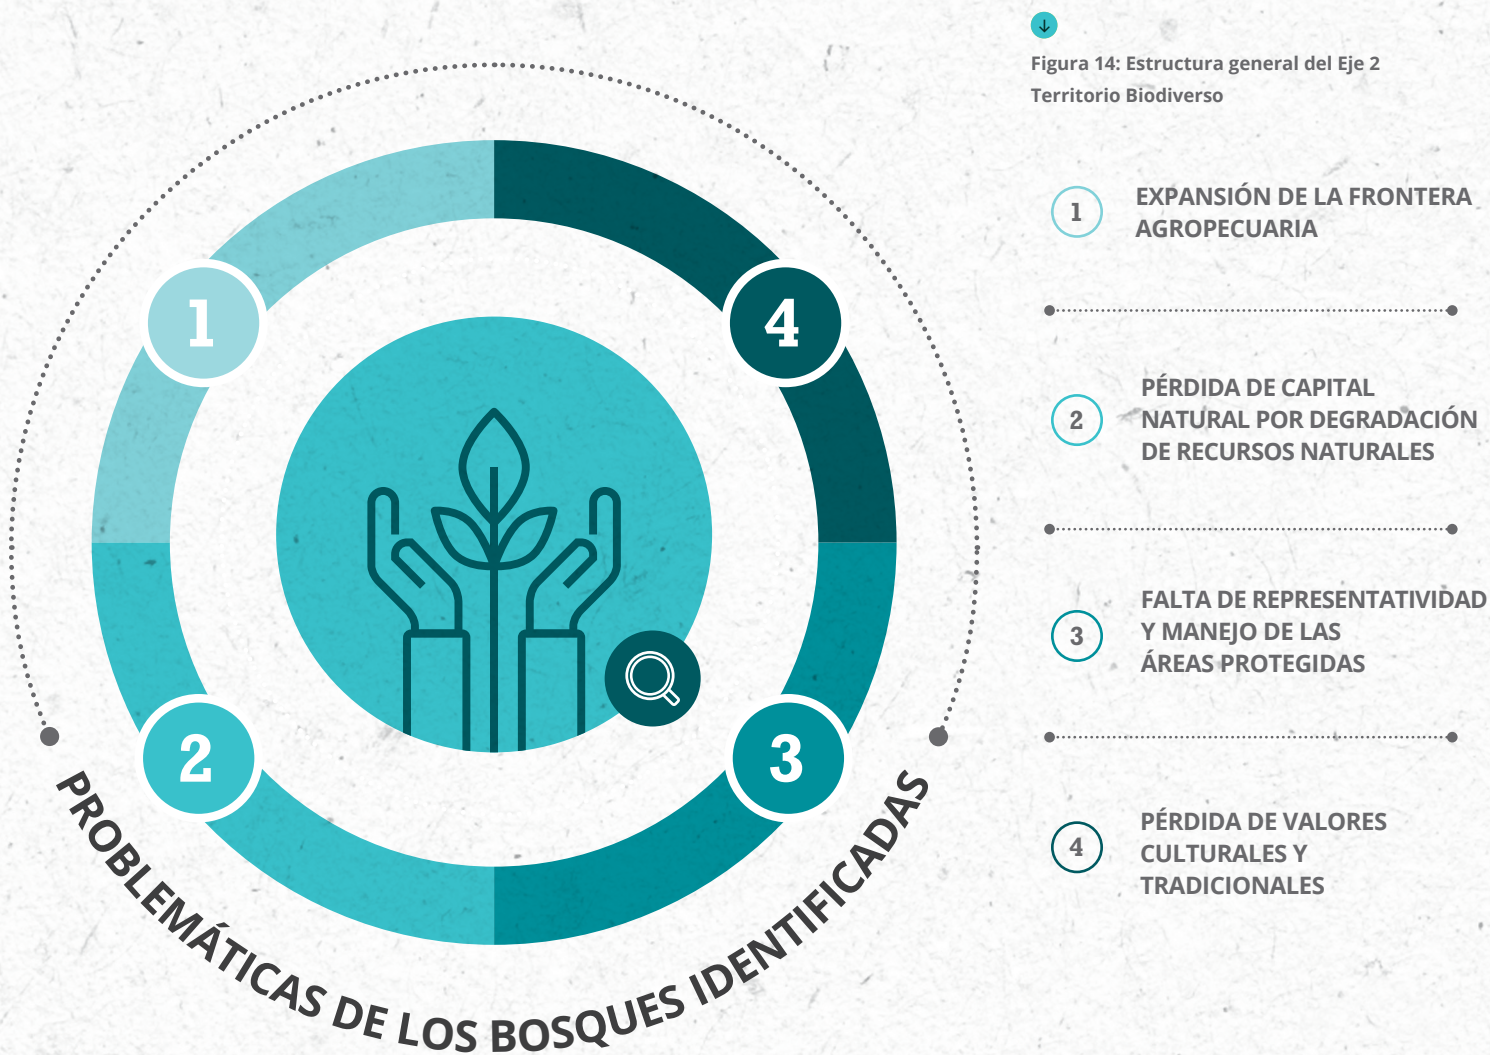 Figura 14: Estructura general del Eje 2
Territorio Biodiverso
1
4
2
3
PROBLEMÁTICAS DE LOS BOSQUES IDENTIFICADAS
1
EXPANSIÓN DE LA FRONTERA
AGROPECUARIA
2
PÉRDIDA DE CAPITAL
NATURAL POR DEGRADACIÓN
DE RECURSOS NATURALES
3
FALTA DE REPRESENTATIVIDAD
Y MANEJO DE LAS
ÁREAS PROTEGIDAS
4
PÉRDIDA DE VALORES
CULTURALES Y
TRADICIONALES